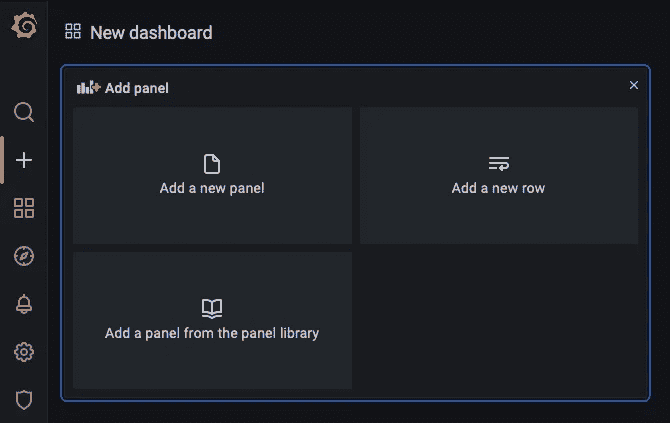 New dashboard
Add panel
Add a new panel
Add a new row
Add a panel from the panel library